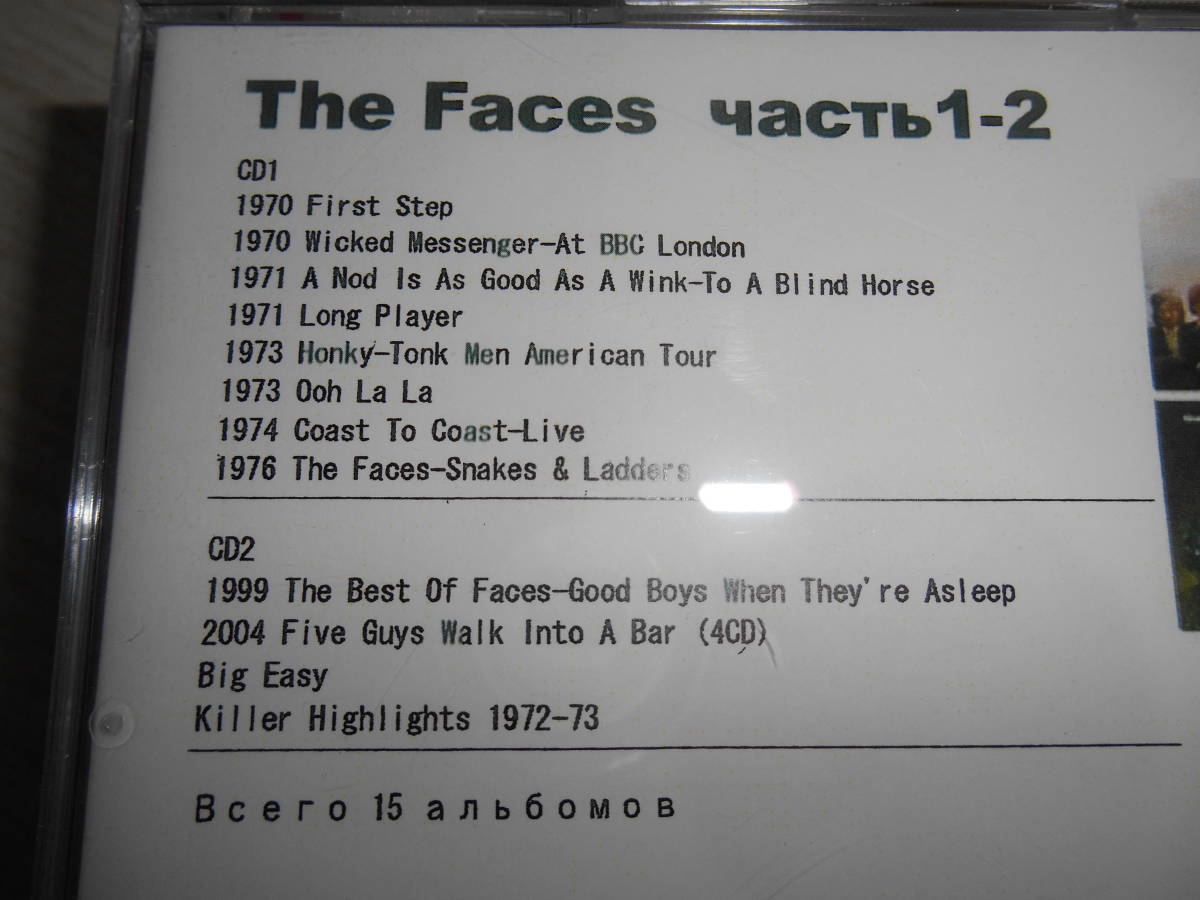 The Faces часть1-2
CD1
1970 First Step
1970 Wicked Messenger-At BBC London
1971 A Nod Is As Good As A Wink-To A Blind Horse
1971 Long Player
1973 Honky-Tonk Men American Tour
1973 Ooh La La
1974 Coast To Coast-Live
1976 The Faces-Snakes & Ladders
CD2
1999 The Best Of Faces-Good Boys When They're Asleep
2004 Five Guys Walk Into A Bar (4CD)
Big Easy
Killer Highlights 1972-73
Всего 15 альбомов